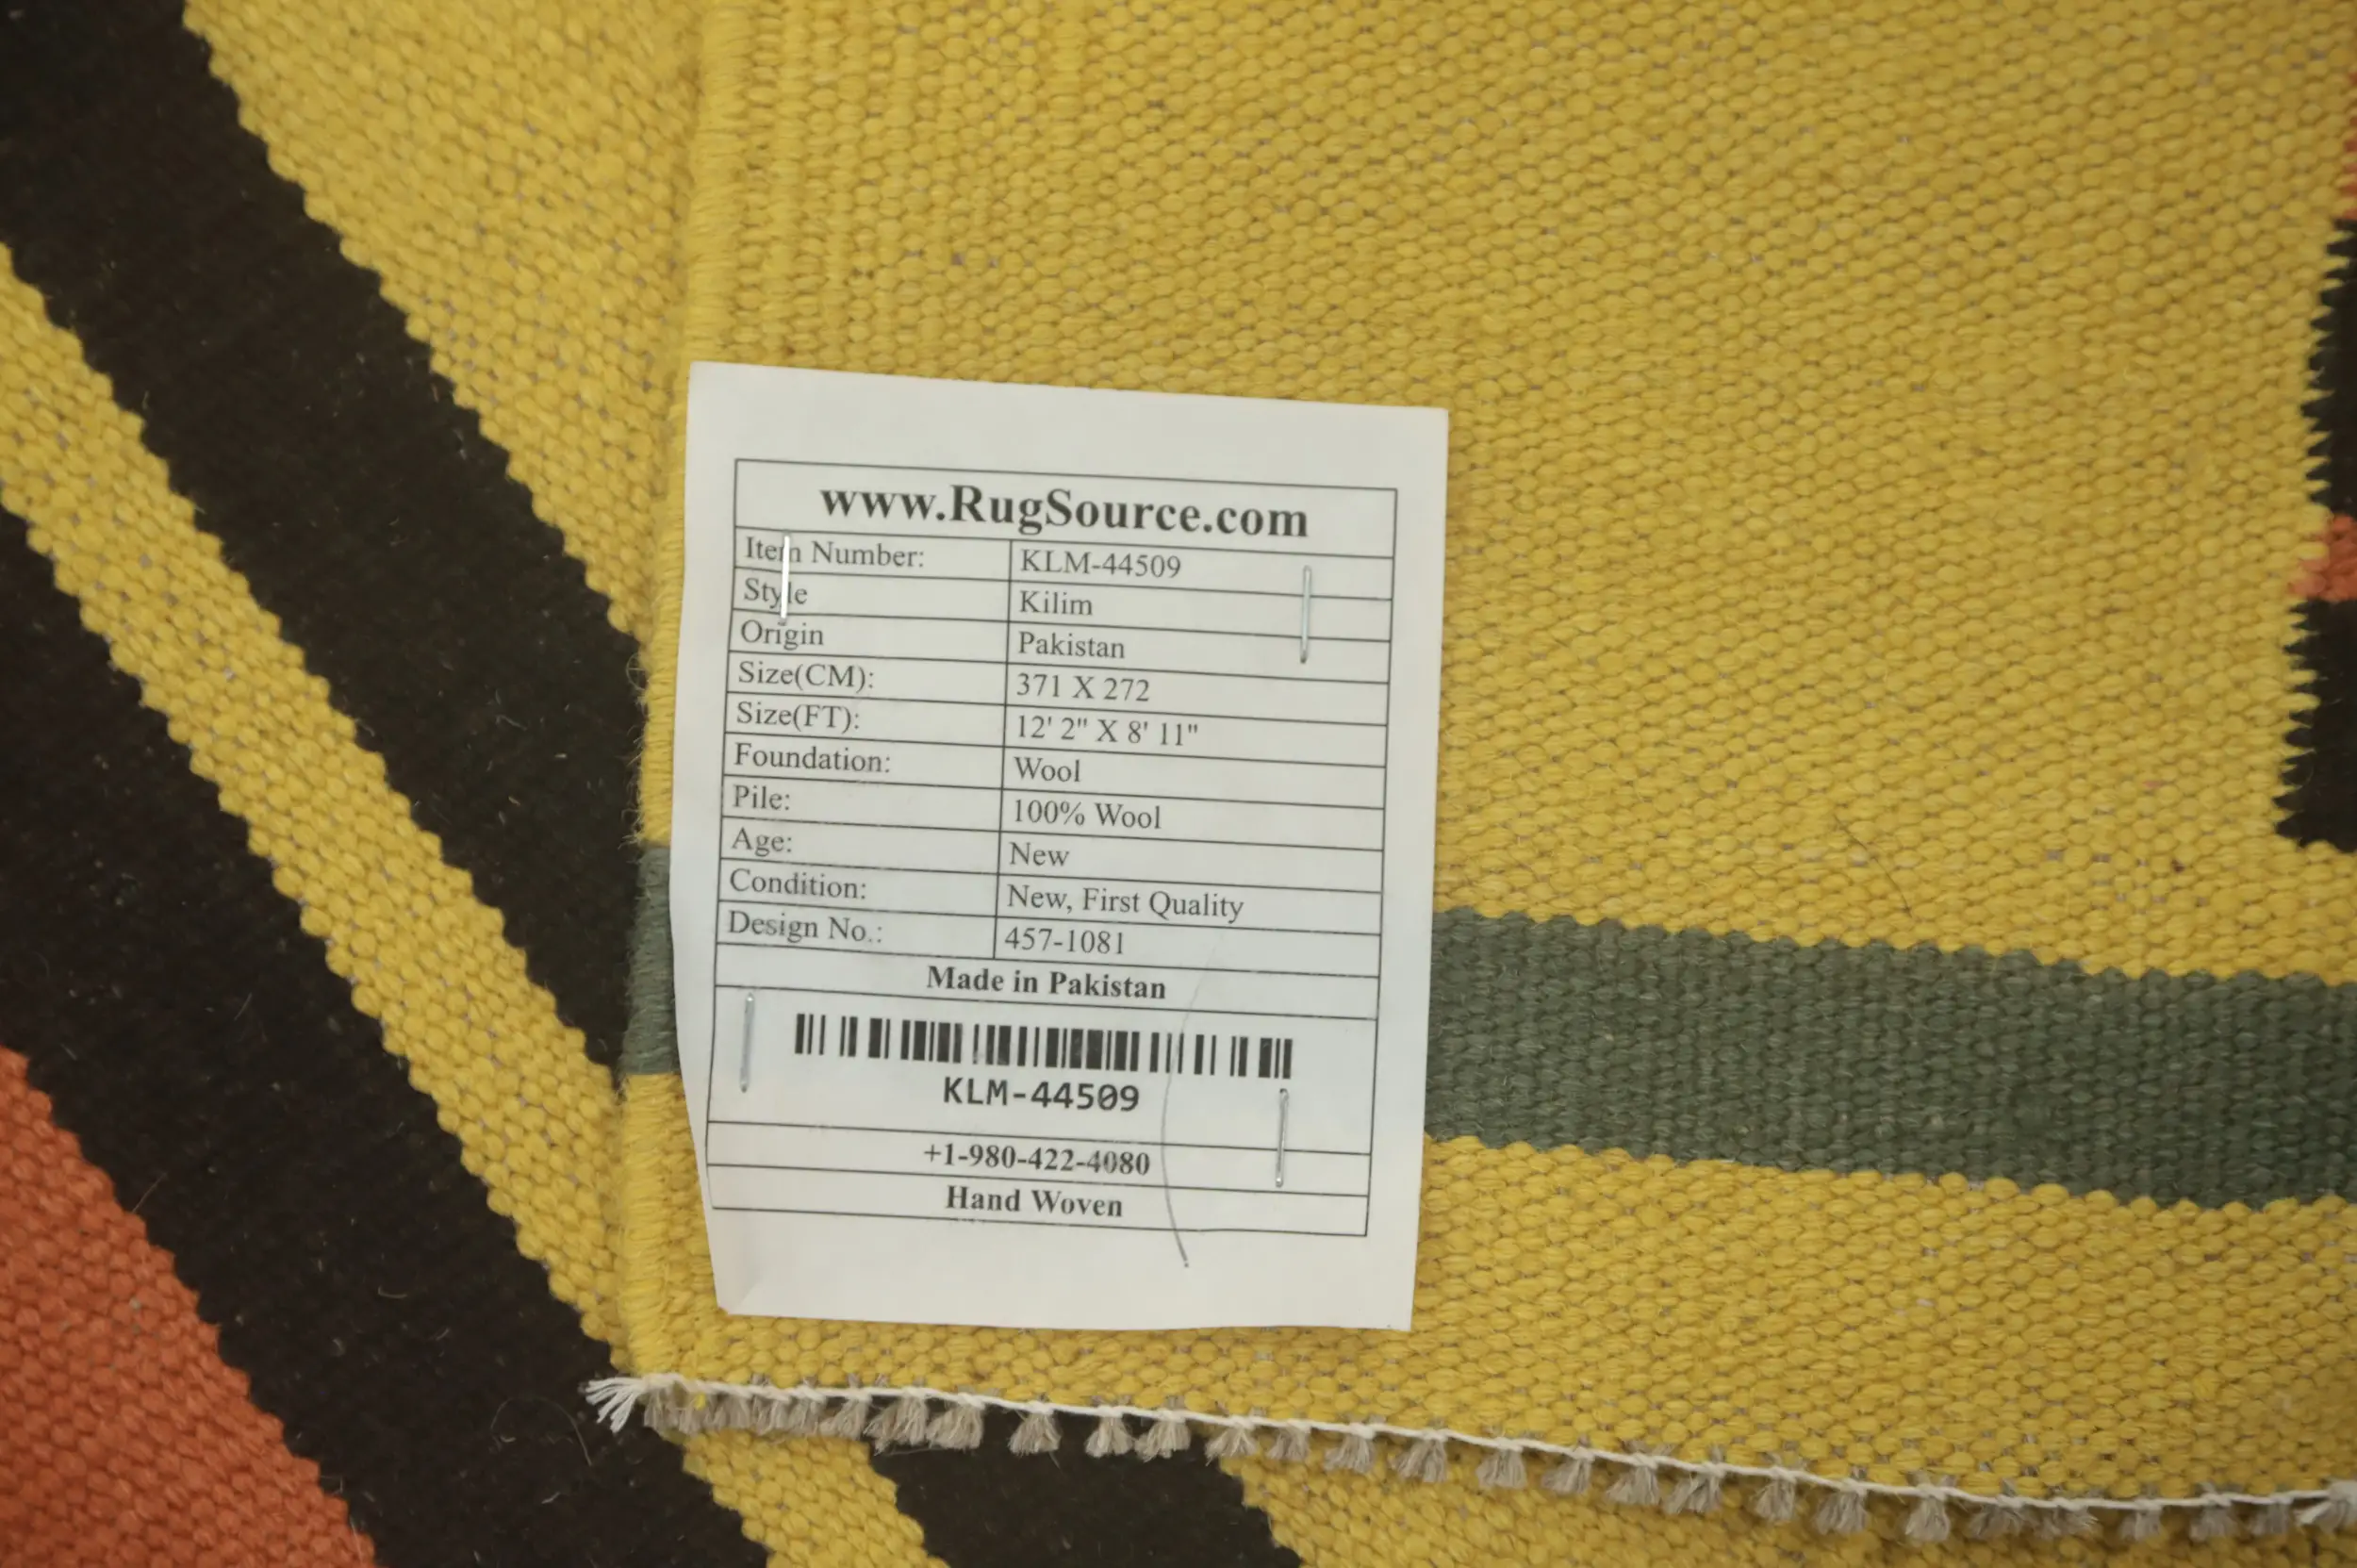 www.RugSource.com
Item Number: KLM-44509
Style Kilim
Origin Pakistan
Size(CM): 371 X 272
Size(FT): 12' 2" X 8' 11"
Foundation: Wool
Pile: 100% Wool
Age: New
Condition: New, First Quality
Design No.: 457-1081
Made in Pakistan
KLM-44509
+1-980-422-4080
Hand Woven